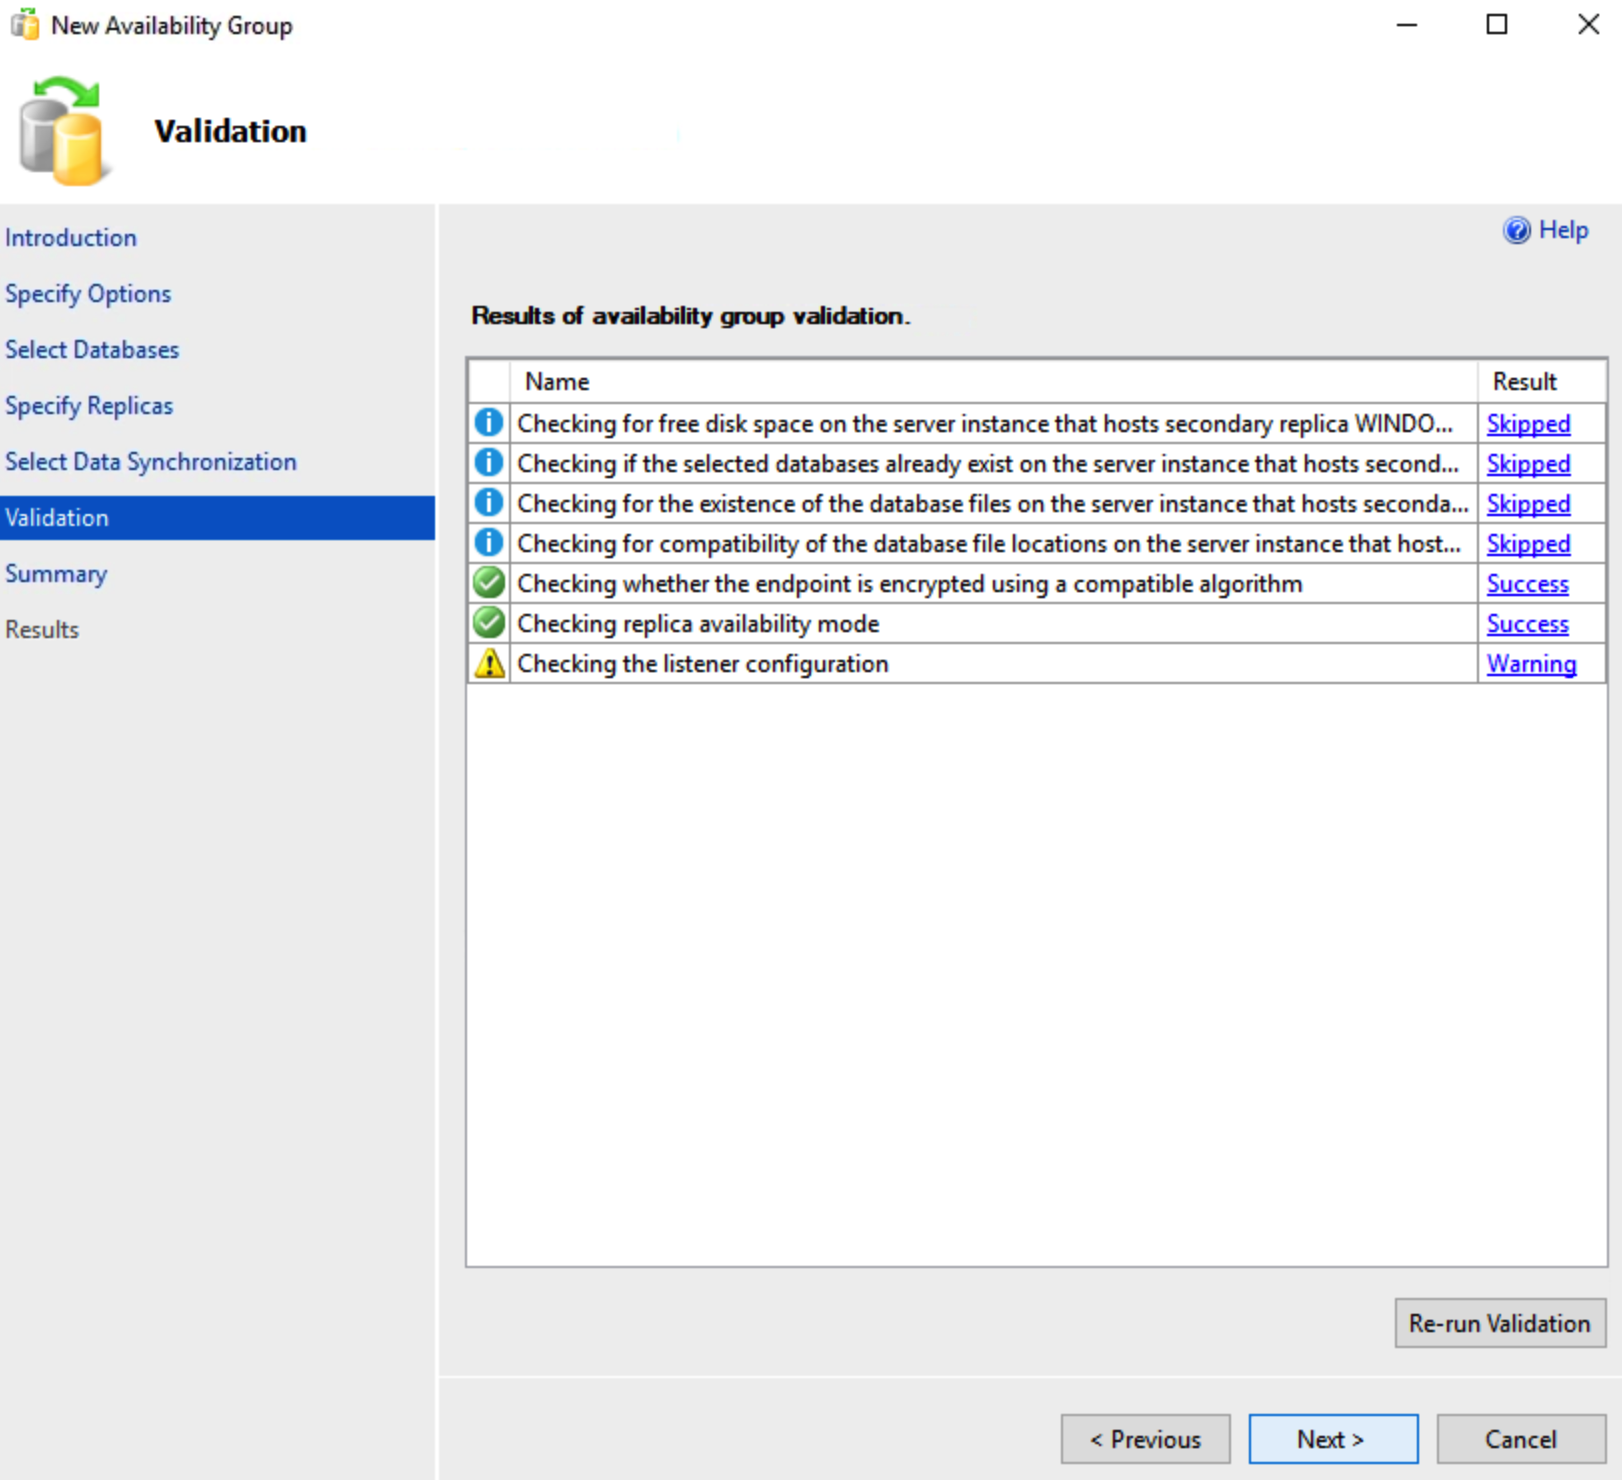 New Availability Group
Validation
Introduction
Specify Options
Select Databases
Specify Replicas
Select Data Synchronization
Validation
Summary
Results
Help
Results of availability group validation.
Name Result
Checking for free disk space on the server instance that hosts secondary replica WINDO... Skipped
Checking if the selected databases already exist on the server instance that hosts second... Skipped
Checking for the existence of the database files on the server instance that hosts seconda... Skipped
Checking for compatibility of the database file locations on the server instance that host... Skipped
Checking whether the endpoint is encrypted using a compatible algorithm Success
Checking replica availability mode Success
Checking the listener configuration Warning
Re-run Validation
< Previous Next > Cancel